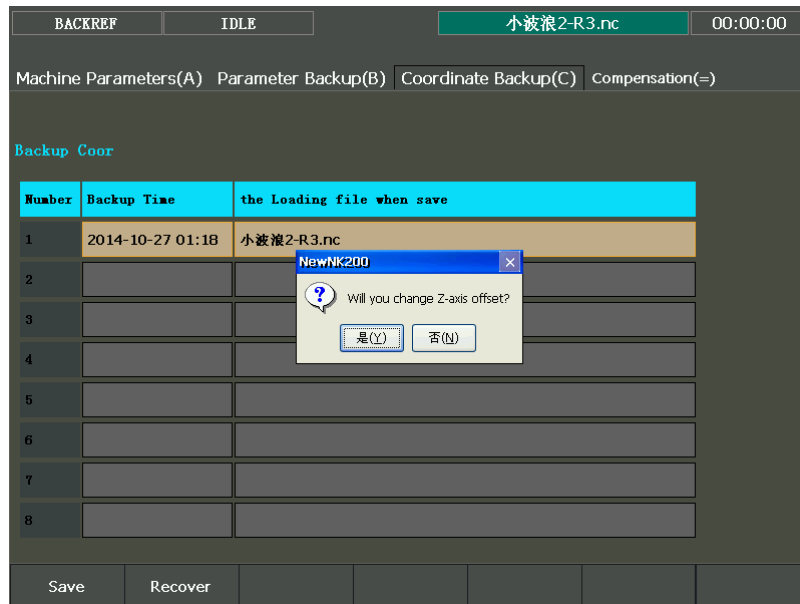 BACKREF IDLE 小波浪2-R3.nc 00:00:00
Machine Parameters(A) Parameter Backup(B) Coordinate Backup(C) Compensation(=)
Backup Coor
Number Backup Time the Loading file when save
1 2014-10-27 01:18 小波浪2-R3.nc
NewNK200
2
Will you change Z-axis offset?
3
是(Y) 否(N)
4
5
6
7
8
Save Recover